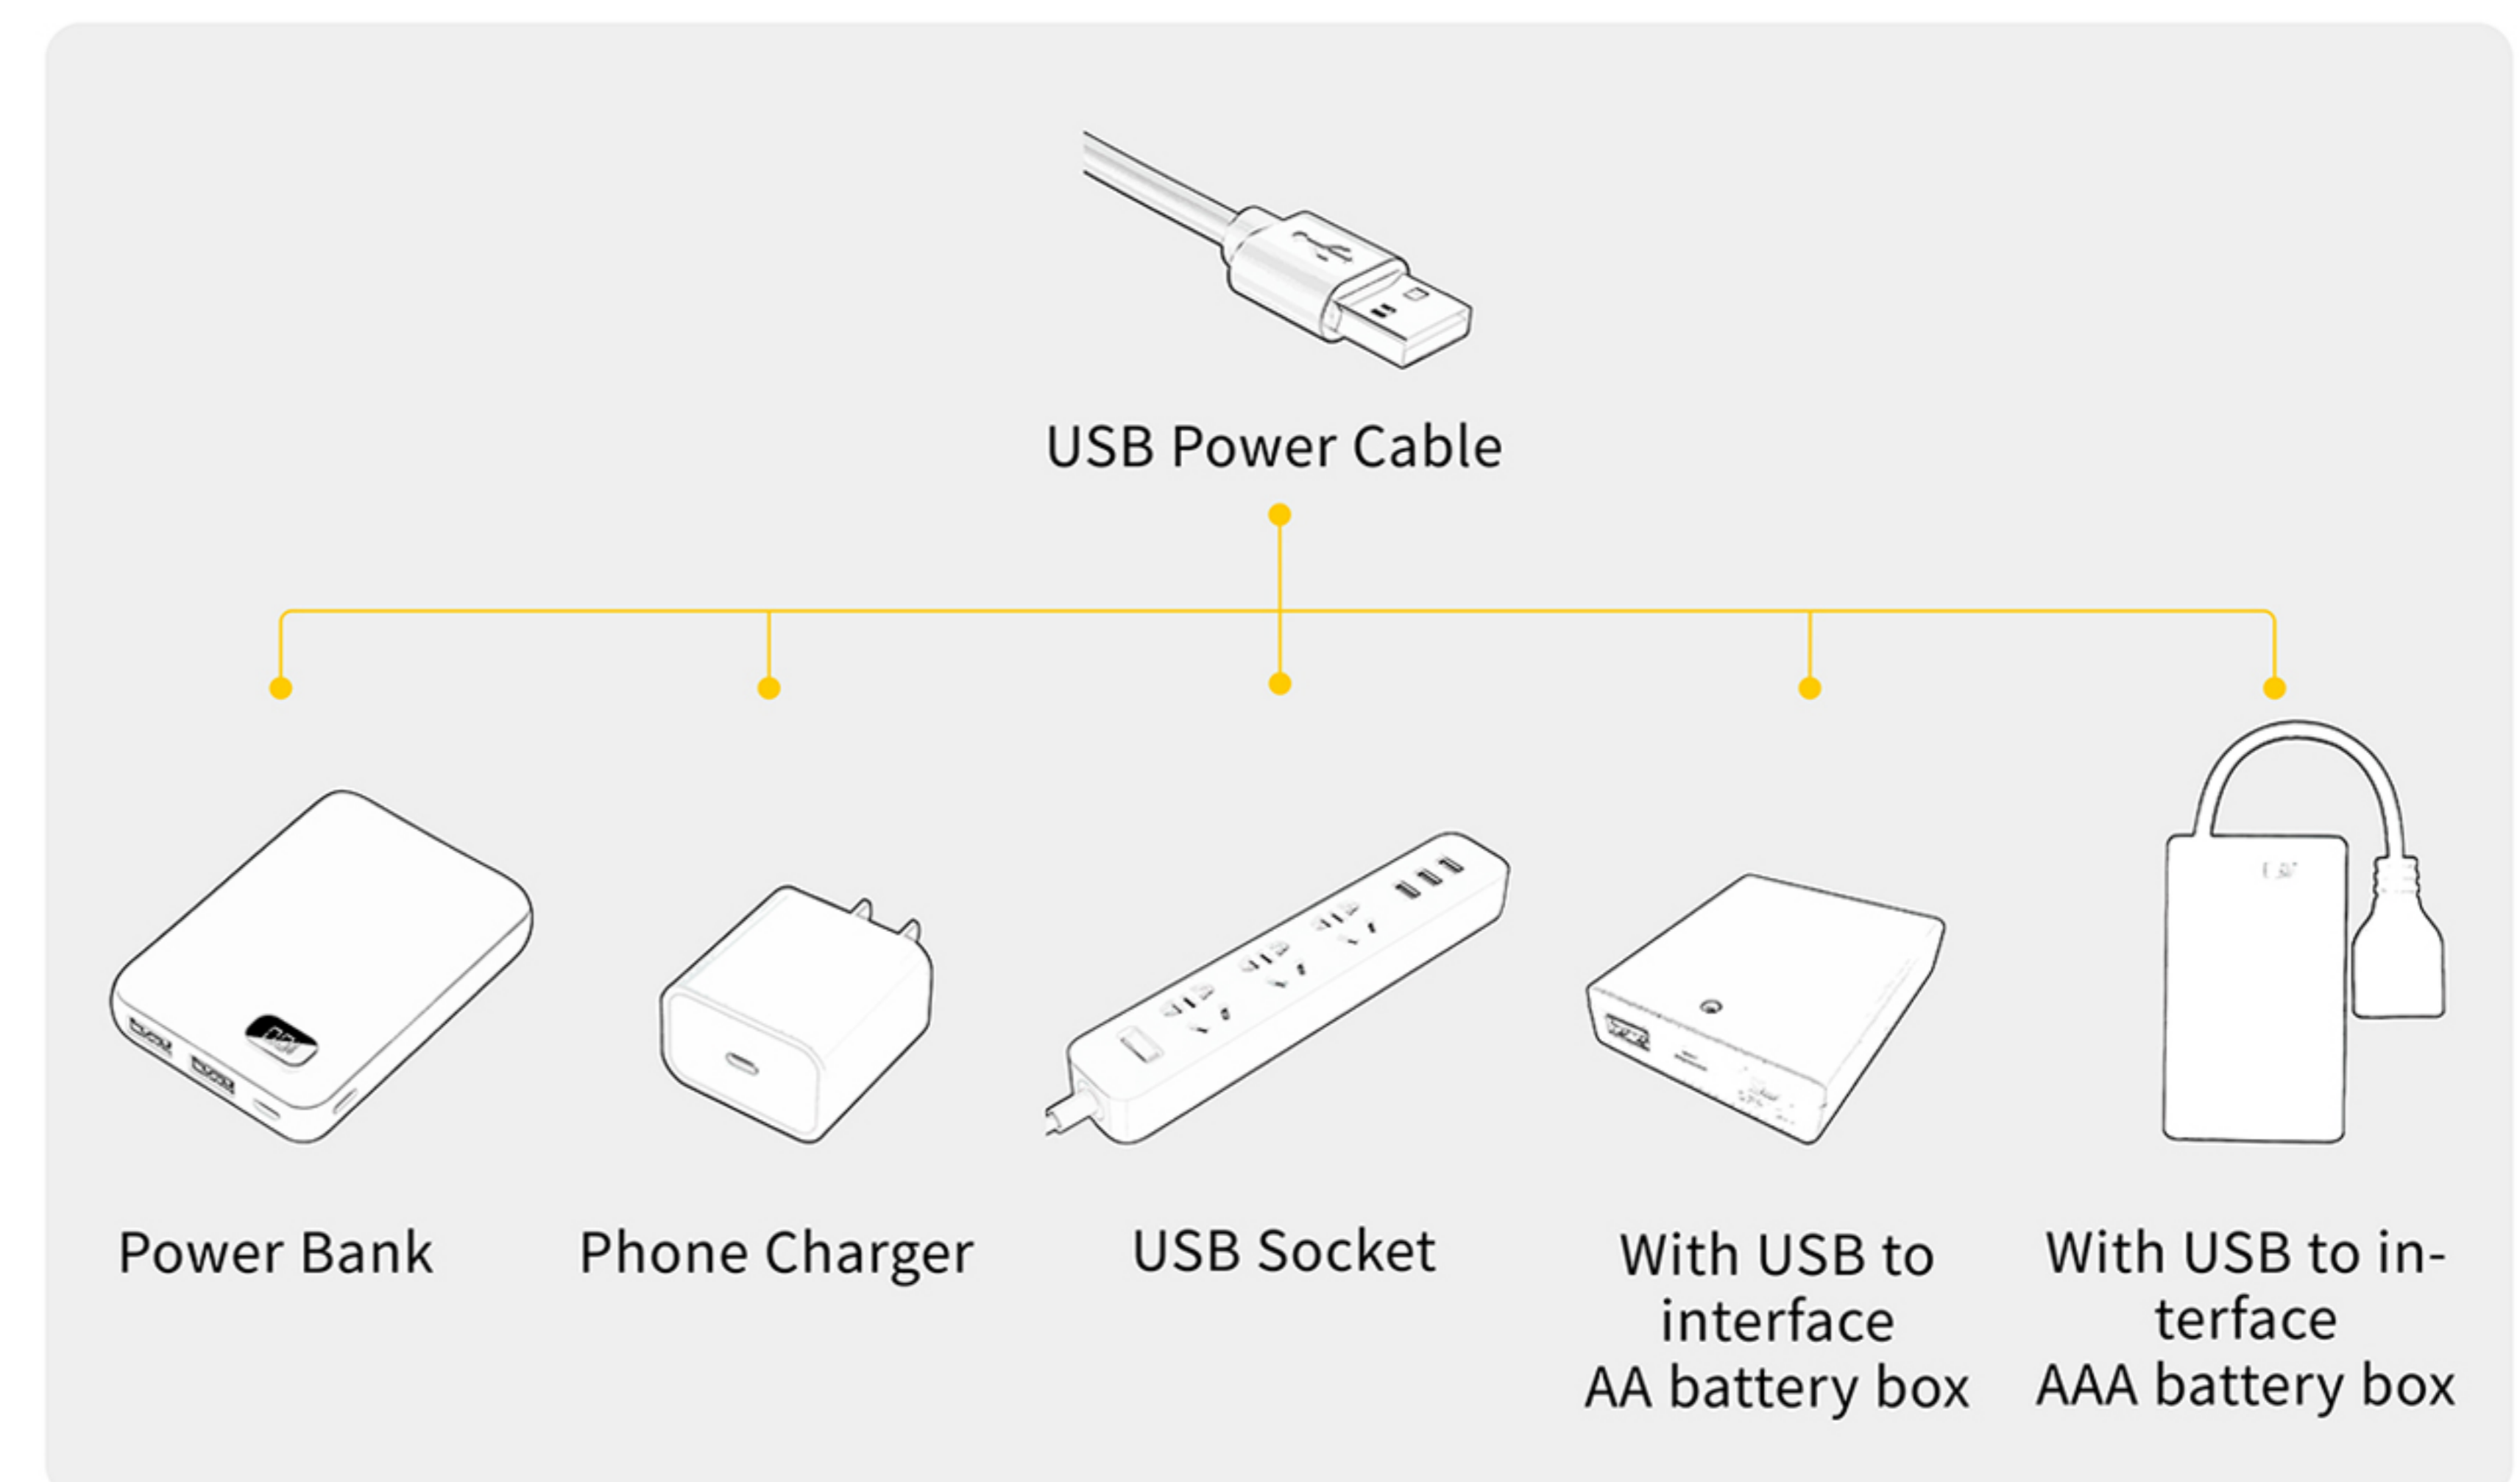 USB Power Cable
Power Bank
Phone Charger
USB Socket
With USB to
interface
AA battery box
With USB to in-
terface
AAA battery box